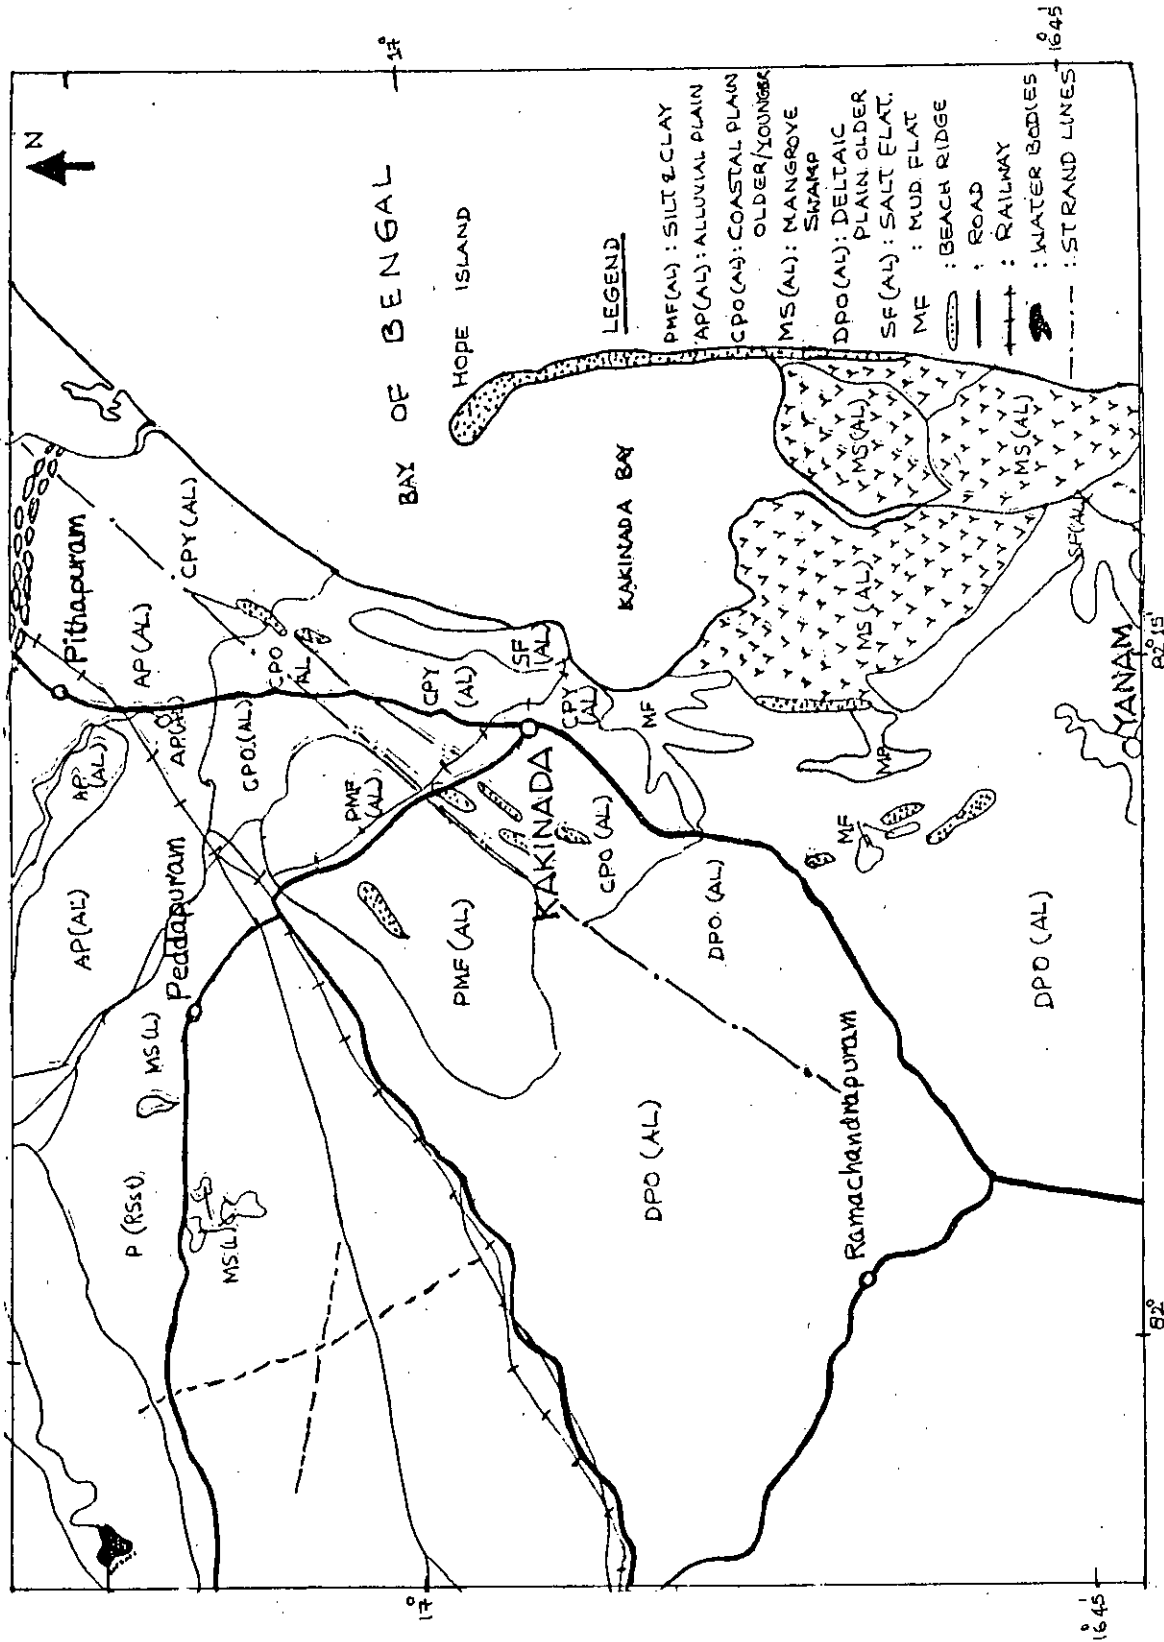 N
17°
BAY OF BENGAL
HOPE ISLAND
KAKINADA BAY
Pithapuram
CPY (AL)
AP (AL)
AP (AL)
AP (AL)
AP (AL)
CPO AL
CPO. (AL)
CPY (AL)
SF (AL)
CPY (AL)
MF
PMF (AL)
KAKINADA
CPO (AL)
PMF (AL)
Peddapuram
MS (L)
P (RSst)
MS (L)
DPO. (AL)
DPO (AL)
DPO (AL)
MF
MF
MS (AL)
MS (AL)
MS (AL)
SF (AL)
YANAM
Ramachandrapuram
LEGEND
PMF(AL) : SILT & CLAY
AP(AL) : ALLUVIAL PLAIN
CPO(AL) : COASTAL PLAIN
OLDER/YOUNGER
MS (AL) : MANGROVE
SWAMP
DPO(AL) : DELTAIC
PLAIN OLDER
SF (AL) : SALT FLAT.
MF : MUD FLAT
: BEACH RIDGE
: ROAD
: RAILWAY
: WATER BODIES
: STRAND LINES
16°45'
17°
16°45'
82°
82°15'